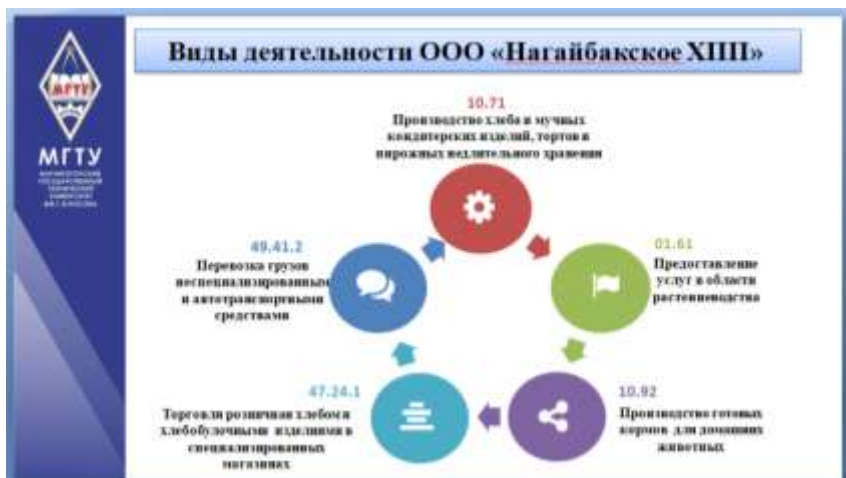 Виды деятельности ООО «Нагайбакское ХПП»
МГТУ
МГТУ
10.71
Производство хлеба и мучных
кондитерских изделий, тортов и
пирожных недлительного хранения
49.41.2
Перевозка грузов
неспециализированным
и автотранспортными
средствами
01.61
Предоставление
услуг в области
растениеводства
47.24.1
Торговля розничная хлебом и
хлебобулочными изделиями в
специализированных
магазинах
10.92
Производство готовых
кормов для домашних
животных